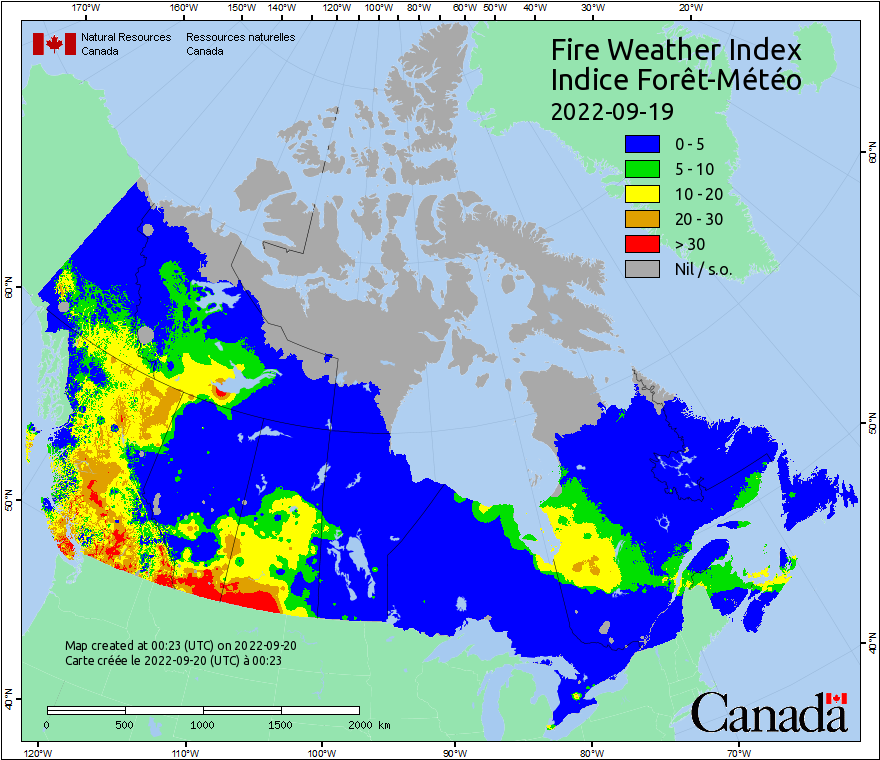 170°W 160°W 150°W 140°W 130°W 120°W 110°W 100°W 90°W 80°W 70°W 60°W 50°W 40°W 30°W 20°W
Natural Resources Ressources naturelles
Canada Canada
Fire Weather Index
Indice Forêt-Météo
2022-09-19
0 - 5
5 - 10
10 - 20
20 - 30
> 30
Nil / s.o.
60°N
60°N
50°N
50°N
40°N
40°N
Map created at 00:23 (UTC) on 2022-09-20
Carte créée le 2022-09-20 (UTC) à 00:23
0 500 1000 1500 2000 km
Canada
120°W 110°W 100°W 90°W 80°W 70°W